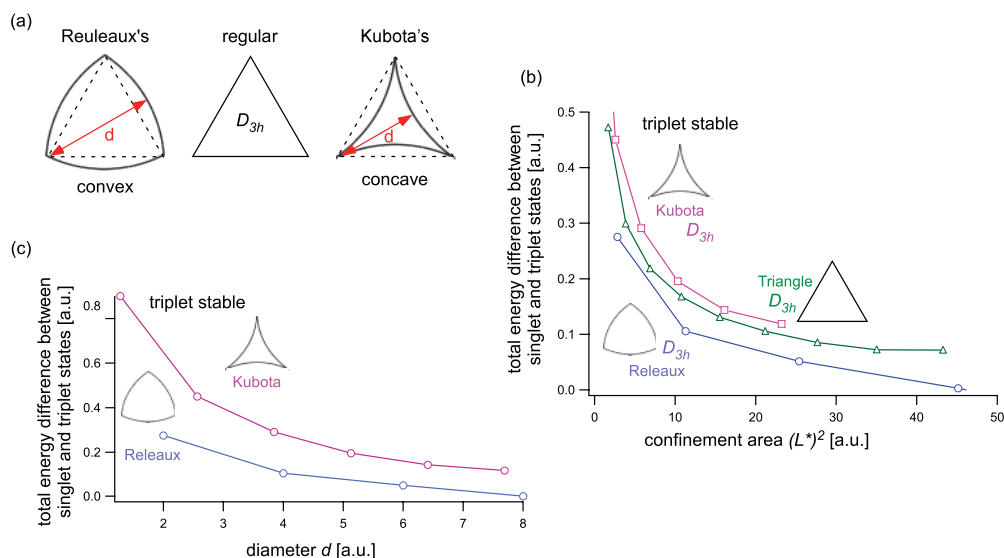 (a)
Reuleaux's
regular
Kubota's
d
D3h
d
convex
concave
(b)
total energy difference between
singlet and triplet states [a.u.]
0.5
0.4
0.3
0.2
0.1
0.0
triplet stable
Kubota
D3h
Triangle
D3h
D3h
Releaux
0
10
20
30
40
50
confinement area (L*)²  [a.u.]
(c)
total energy difference between
singlet and triplet states [a.u.]
0.8
0.6
0.4
0.2
0.0
triplet stable
Kubota
Releaux
2
3
4
5
6
7
8
diameter d [a.u.]